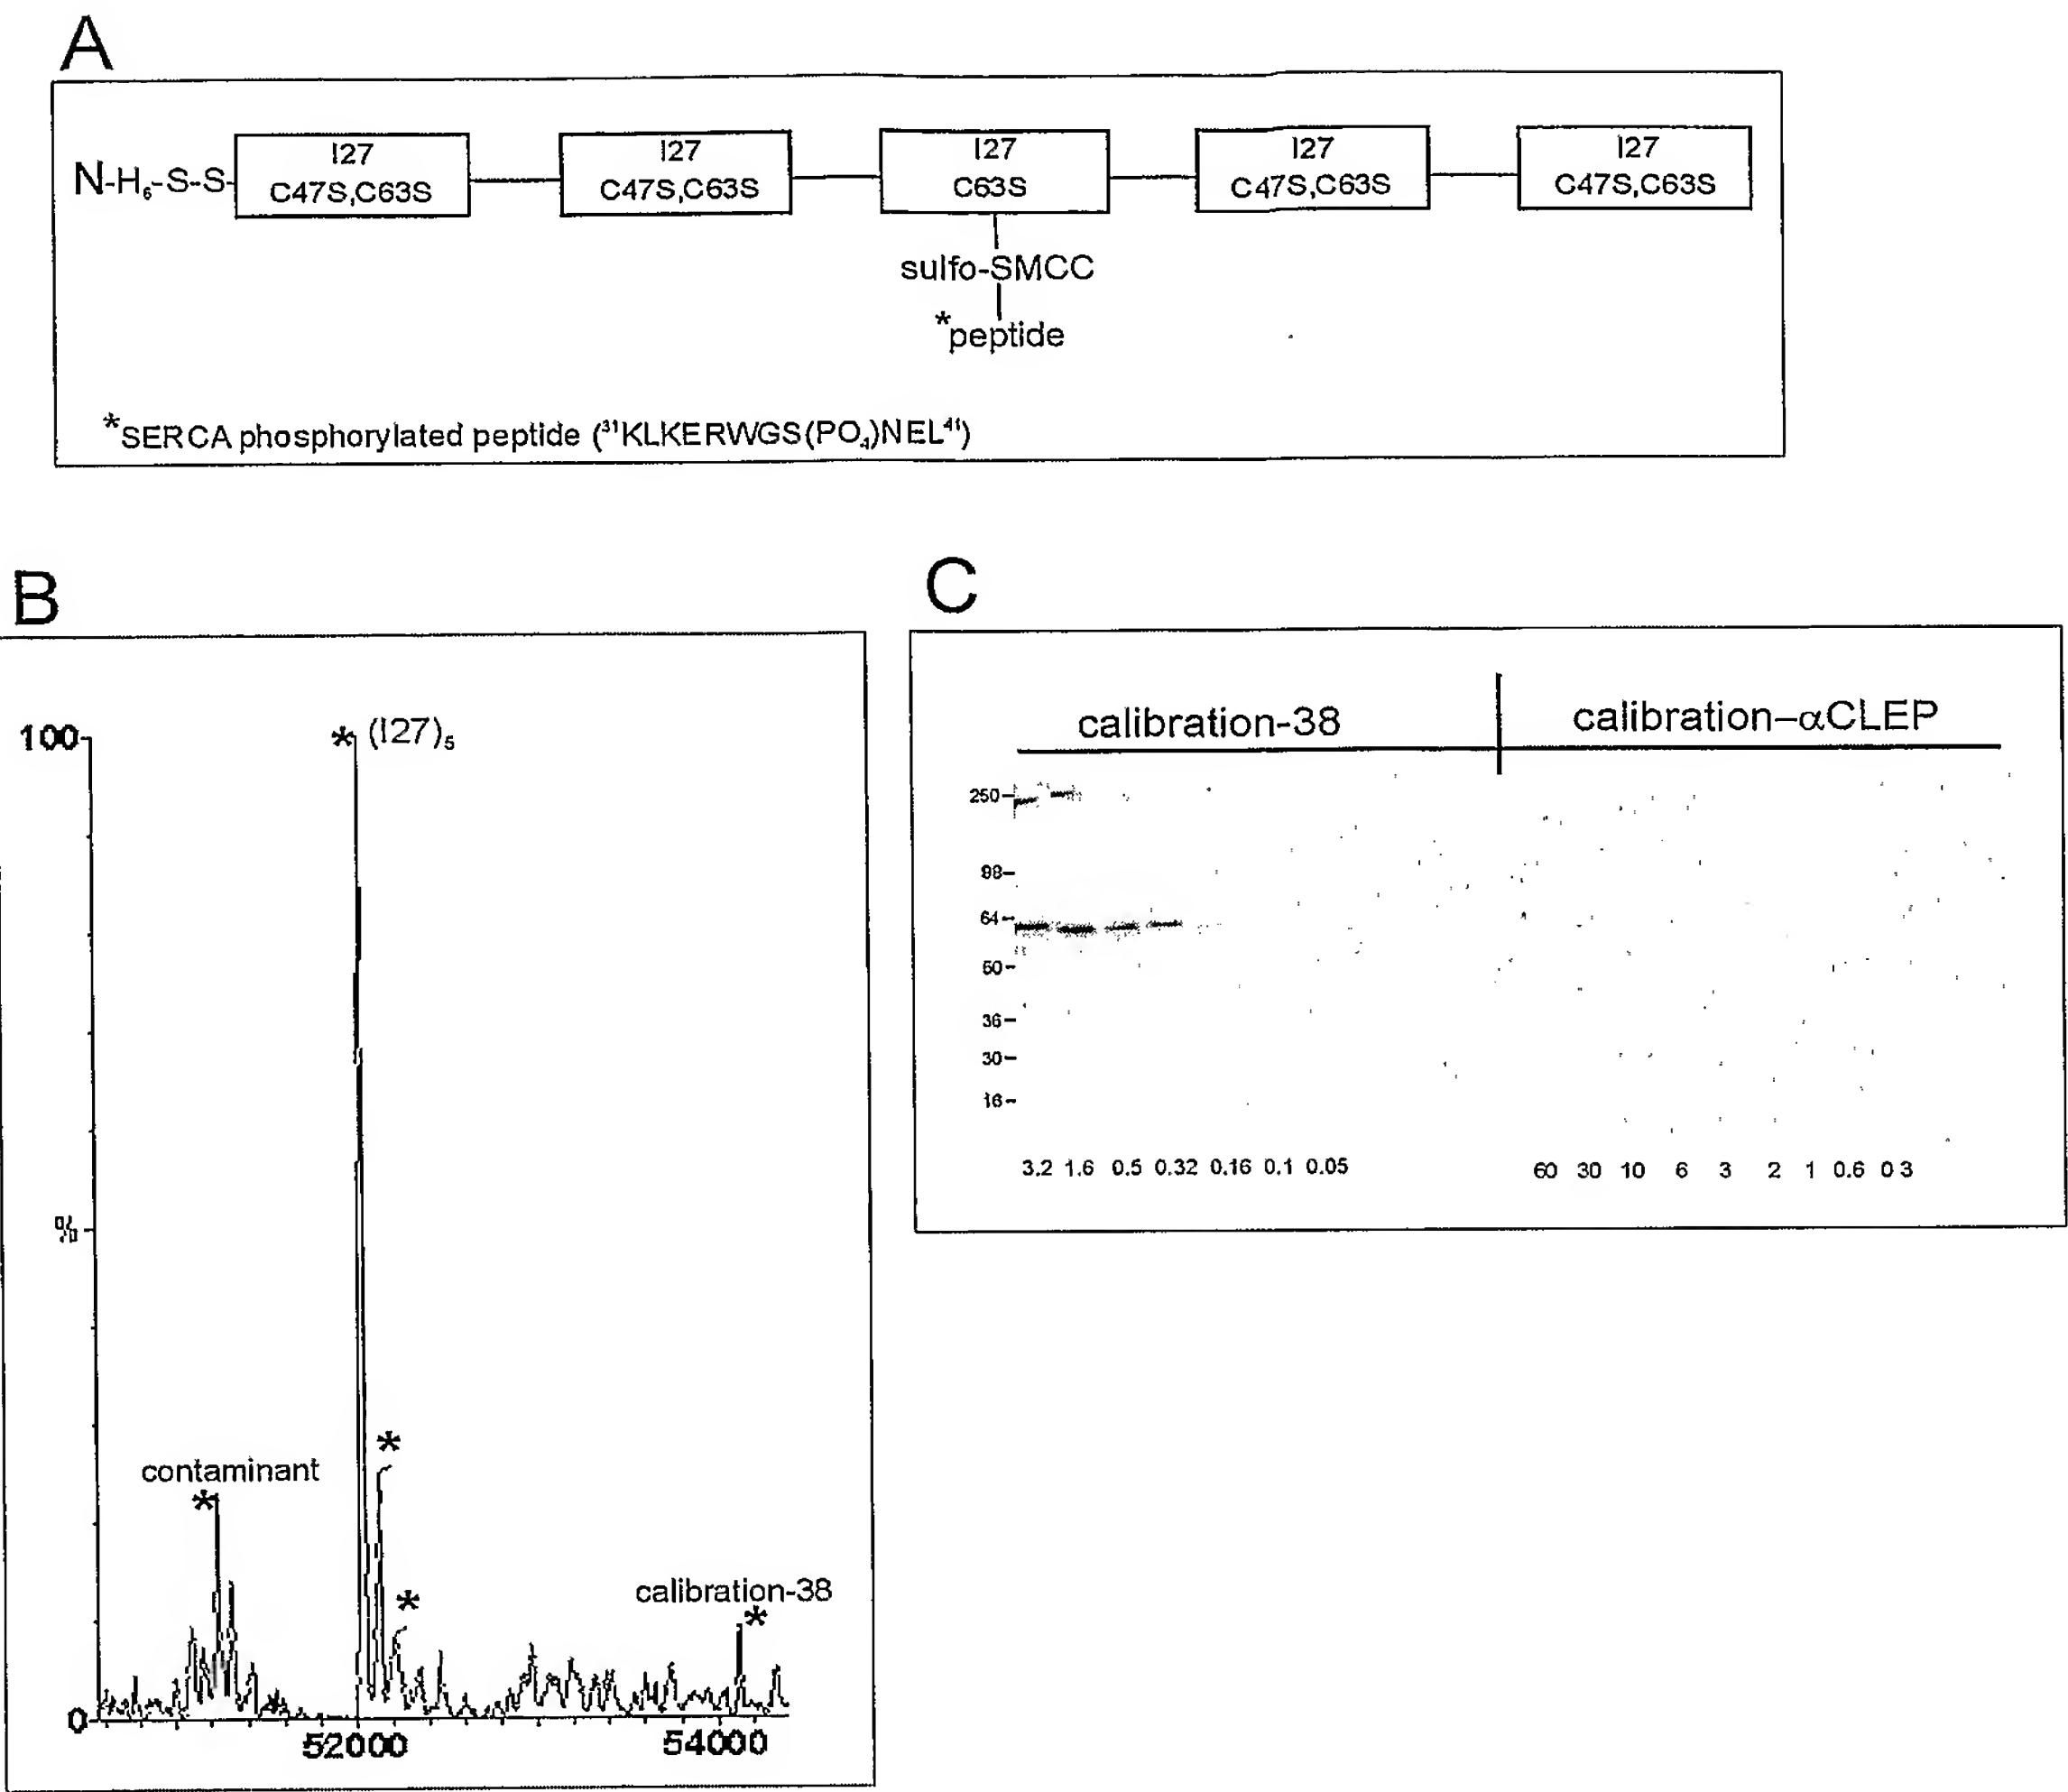 A
N-H₆-S-S-
I27
C47S,C63S
I27
C47S,C63S
I27
C63S
I27
C47S,C63S
I27
C47S,C63S
sulfo-SMCC
*peptide
*SERCA phosphorylated peptide (³¹KLKERWGS(PO₄)NEL⁴¹)
B
100
* (I27)₅
%
*
contaminant
*
*
calibration-38
*
0
52000
54000
C
calibration-38
calibration–αCLEP
250
98
64
50
36
30
16
3.2 1.6 0.5 0.32 0.16 0.1 0.05
60 30 10 6 3 2 1 0.6 0 3